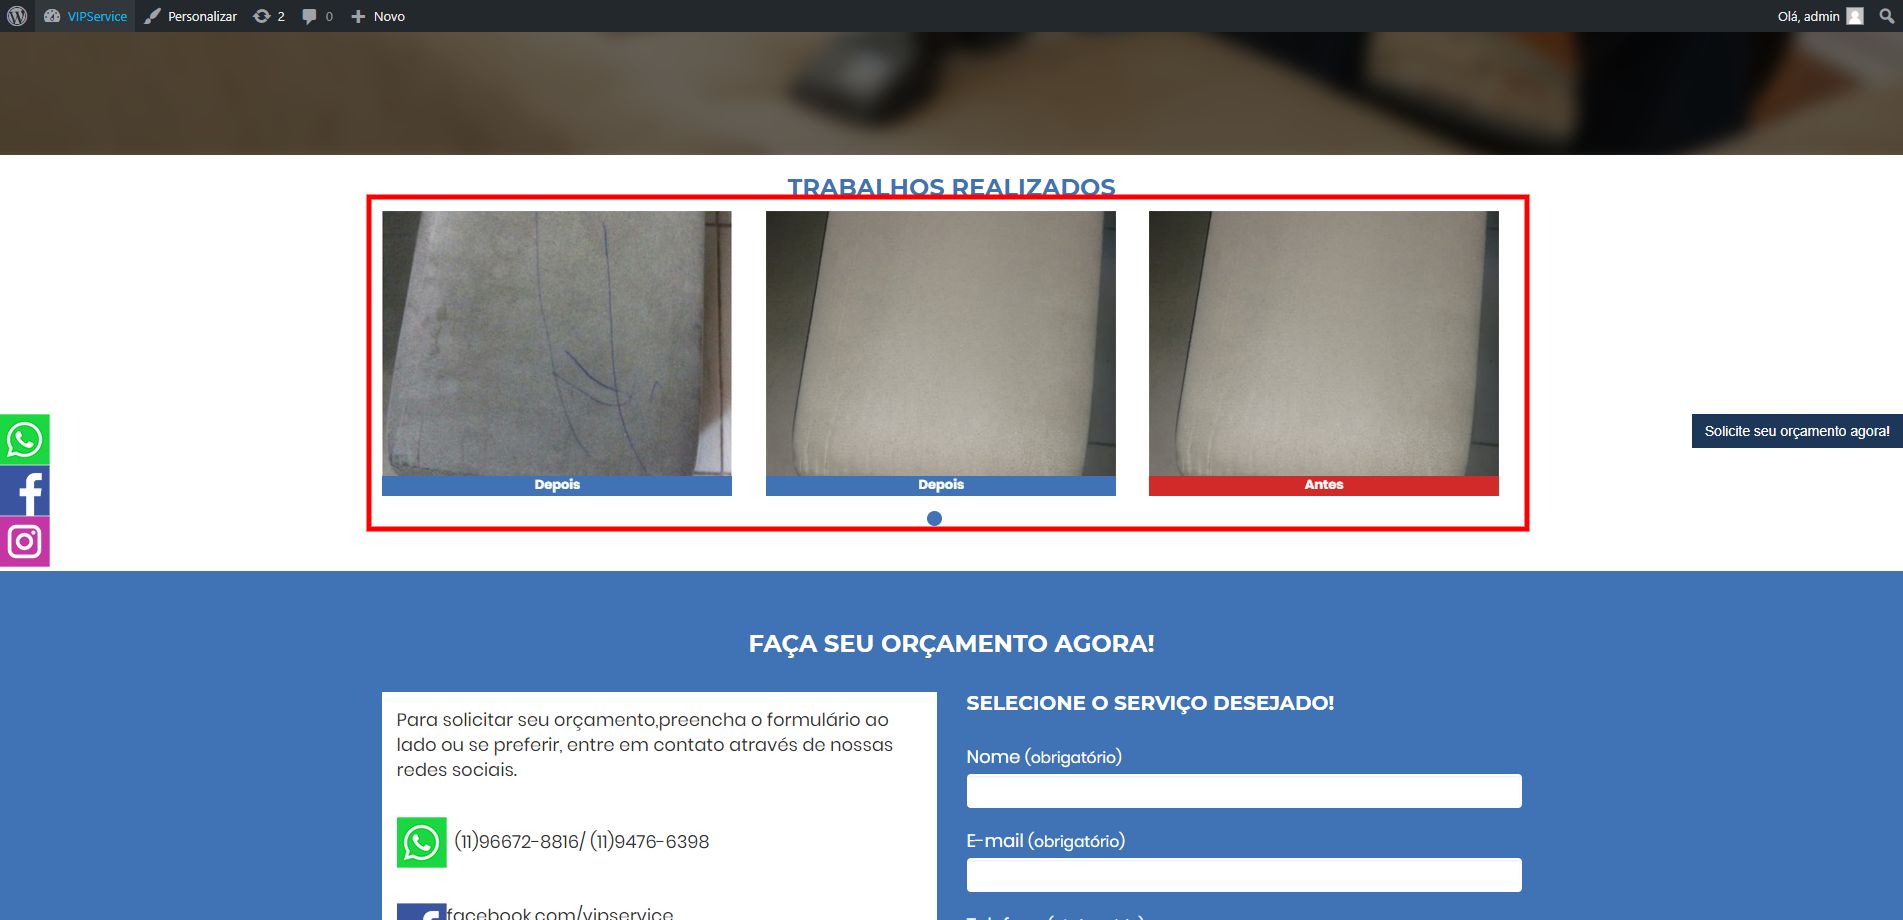 VIPService Personalizar 2 0 Novo Olá, admin
TRABALHOS REALIZADOS
Depois Depois Antes
Solicite seu orçamento agora!
FAÇA SEU ORÇAMENTO AGORA!
Para solicitar seu orçamento,preencha o formulário ao
lado ou se preferir, entre em contato através de nossas
redes sociais.
(11)96672-8816/ (11)9476-6398
facebook.com/vipservice
SELECIONE O SERVIÇO DESEJADO!
Nome (obrigatório)
E-mail (obrigatório)